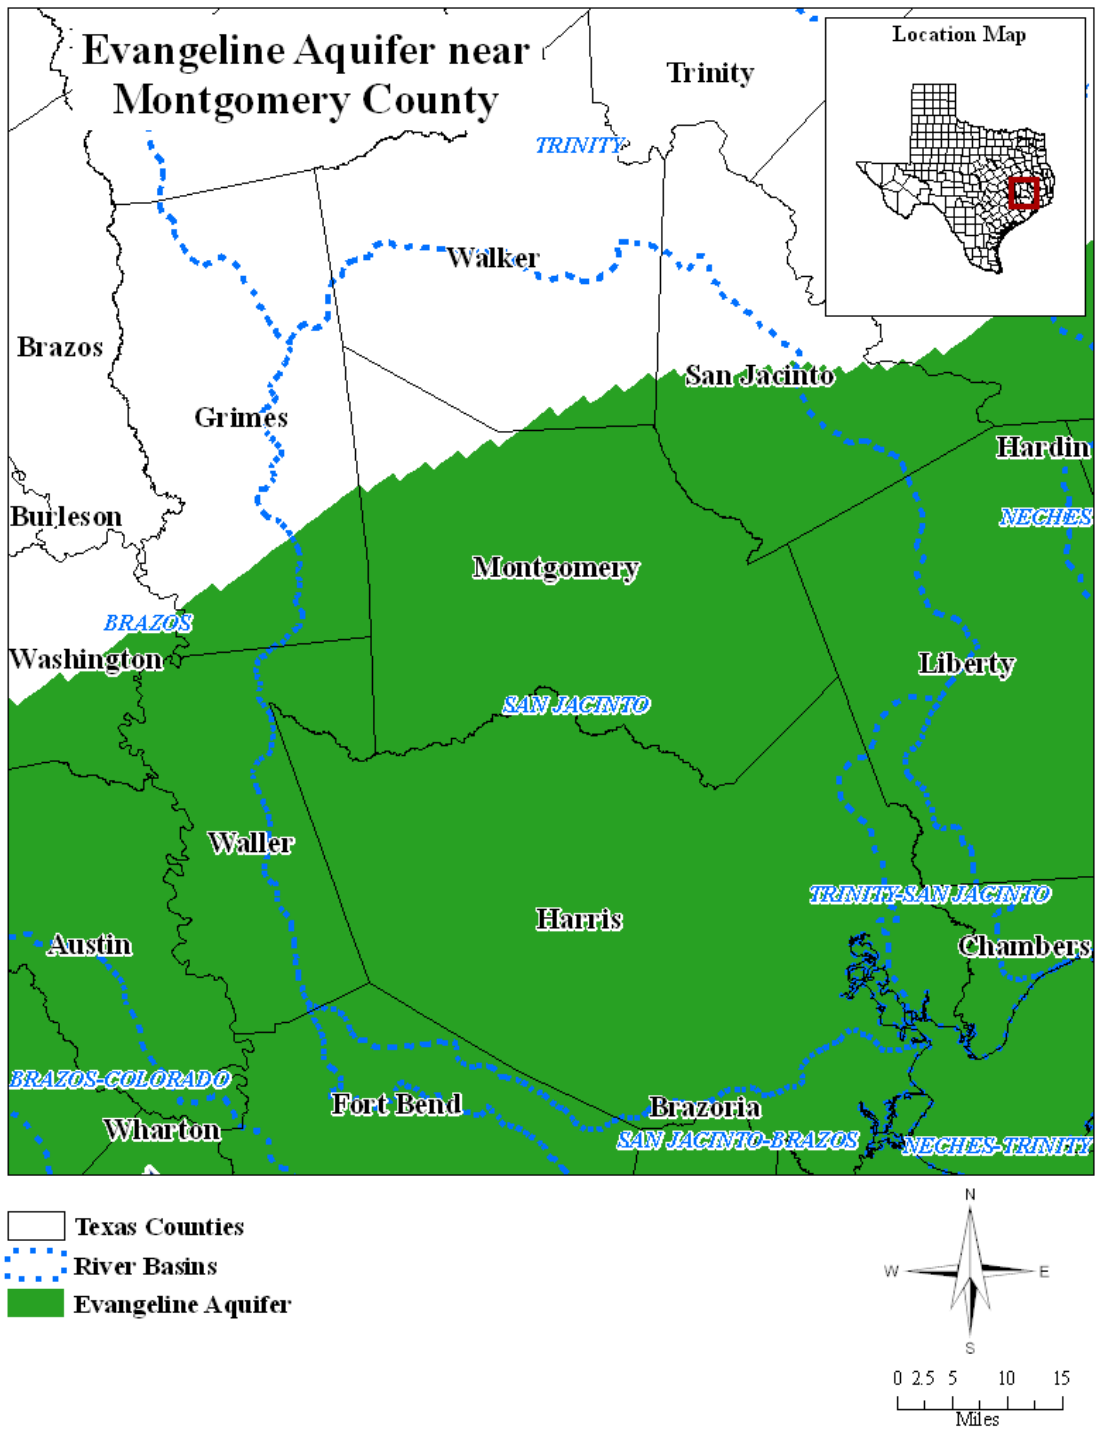 Evangeline Aquifer near
Montgomery County
Location Map
Trinity
TRINITY
Walker
Brazos
San Jacinto
Grimes
Hardin
Burleson
NECHES
Montgomery
BRAZOS
Washington
Liberty
SAN JACINTO
Waller
TRINITY-SAN JACINTO
Harris
Austin
Chambers
BRAZOS-COLORADO
Fort Bend
Brazoria
Wharton
SAN JACINTO-BRAZOS
NECHES-TRINITY
Texas Counties
River Basins
Evangeline Aquifer
N
W
E
S
0 2.5 5 10 15
Miles